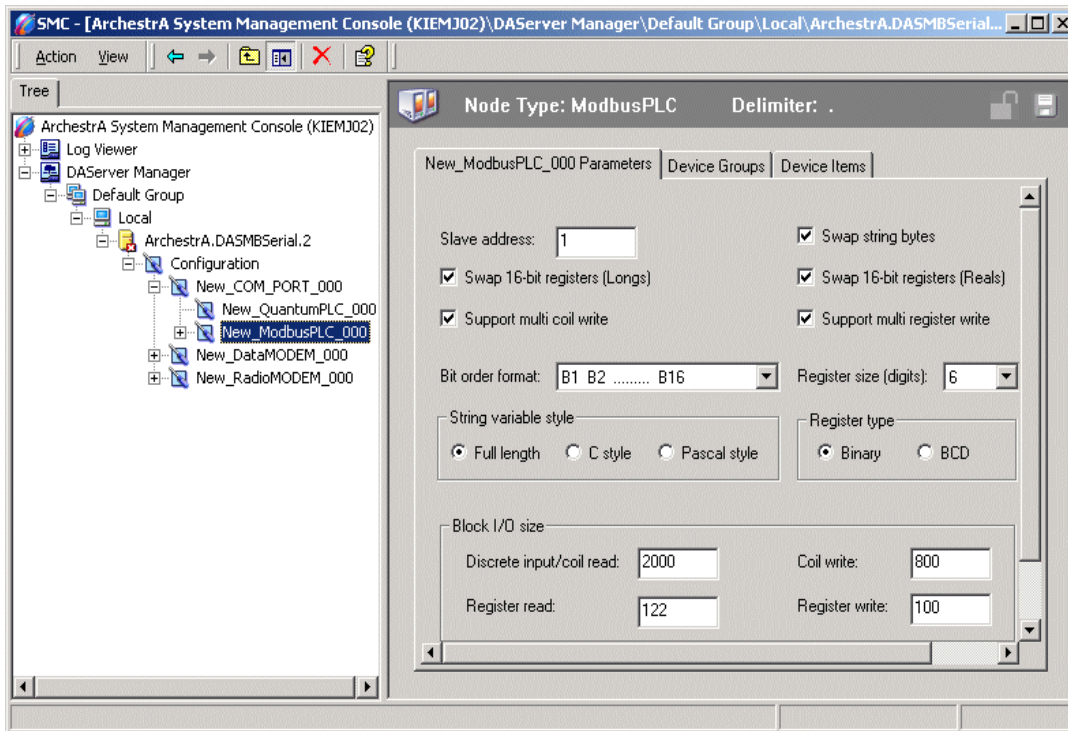 SMC - [ArchestrA System Management Console (KIEMJ02)\DAServer Manager\Default Group\Local\ArchestrA.DASMBSerial...
Action View
Tree
ArchestrA System Management Console (KIEMJ02)
Log Viewer
DAServer Manager
Default Group
Local
ArchestrA.DASMBSerial.2
Configuration
New_COM_PORT_000
New_QuantumPLC_000
New_ModbusPLC_000
New_DataMODEM_000
New_RadioMODEM_000
Node Type: ModbusPLC Delimiter: .
New_ModbusPLC_000 Parameters Device Groups Device Items
Slave address: 1 Swap string bytes
Swap 16-bit registers (Longs) Swap 16-bit registers (Reals)
Support multi coil write Support multi register write
Bit order format: B1 B2 ......... B16 Register size (digits): 6
String variable style Register type
Full length C style Pascal style Binary BCD
Block I/O size
Discrete input/coil read: 2000 Coil write: 800
Register read: 122 Register write: 100